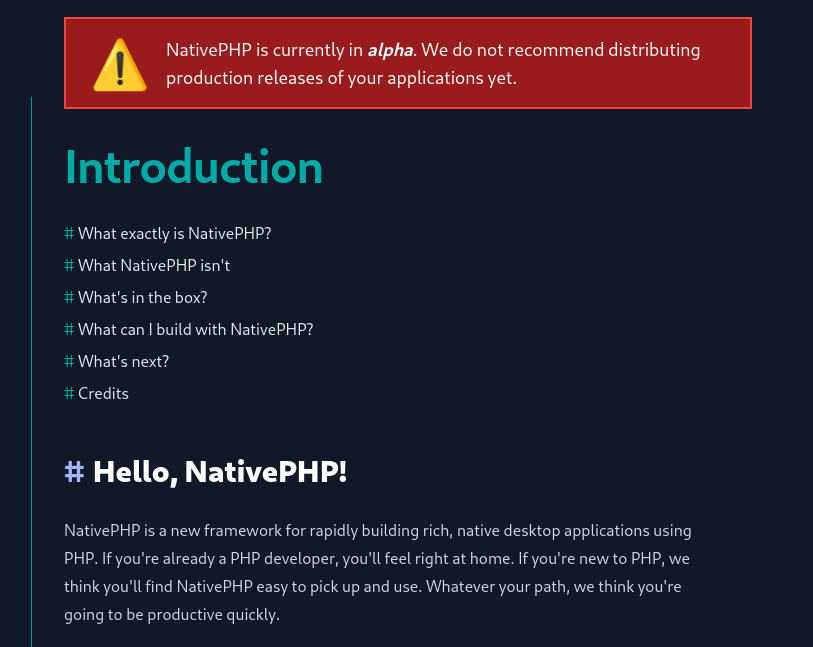 NativePHP is currently in alpha. We do not recommend distributing
production releases of your applications yet.
Introduction
# What exactly is NativePHP?
# What NativePHP isn't
# What's in the box?
# What can I build with NativePHP?
# What's next?
# Credits
# Hello, NativePHP!
NativePHP is a new framework for rapidly building rich, native desktop applications using
PHP. If you're already a PHP developer, you'll feel right at home. If you're new to PHP, we
think you'll find NativePHP easy to pick up and use. Whatever your path, we think you're
going to be productive quickly.